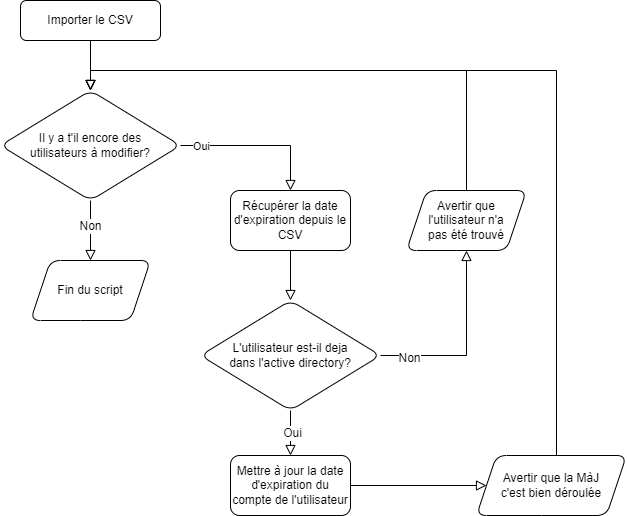 Importer le CSV
Il y a t'il encore des
utilisateurs à modifier?
Oui
Non
Fin du script
Récupérer la date
d'expiration depuis le
CSV
Avertir que
l'utilisateur n'a
pas été trouvé
L'utilisateur est-il deja
dans l'active directory?
Non
Oui
Mettre à jour la date
d'expiration du
compte de l'utilisateur
Avertir que la MàJ
c'est bien déroulée